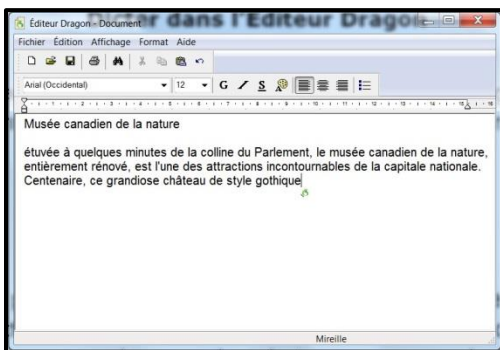 Dicter dans l'Éditeur Dragon
Éditeur Dragon - Document
Fichier Édition Affichage Format Aide
Arial (Occidental) 12 G I S
Musée canadien de la nature
étuvée à quelques minutes de la colline du Parlement, le musée canadien de la nature,
entièrement rénové, est l'une des attractions incontournables de la capitale nationale.
Centenaire, ce grandiose château de style gothique
Mireille